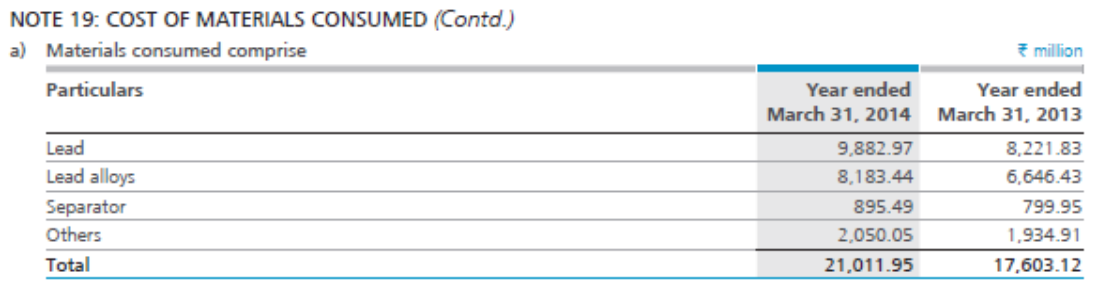 NOTE 19: COST OF MATERIALS CONSUMED (Contd.)
a) Materials consumed comprise ₹ million
Particulars Year ended March 31, 2014 Year ended March 31, 2013
Lead 9,882.97 8,221.83
Lead alloys 8,183.44 6,646.43
Separator 895.49 799.95
Others 2,050.05 1,934.91
Total 21,011.95 17,603.12